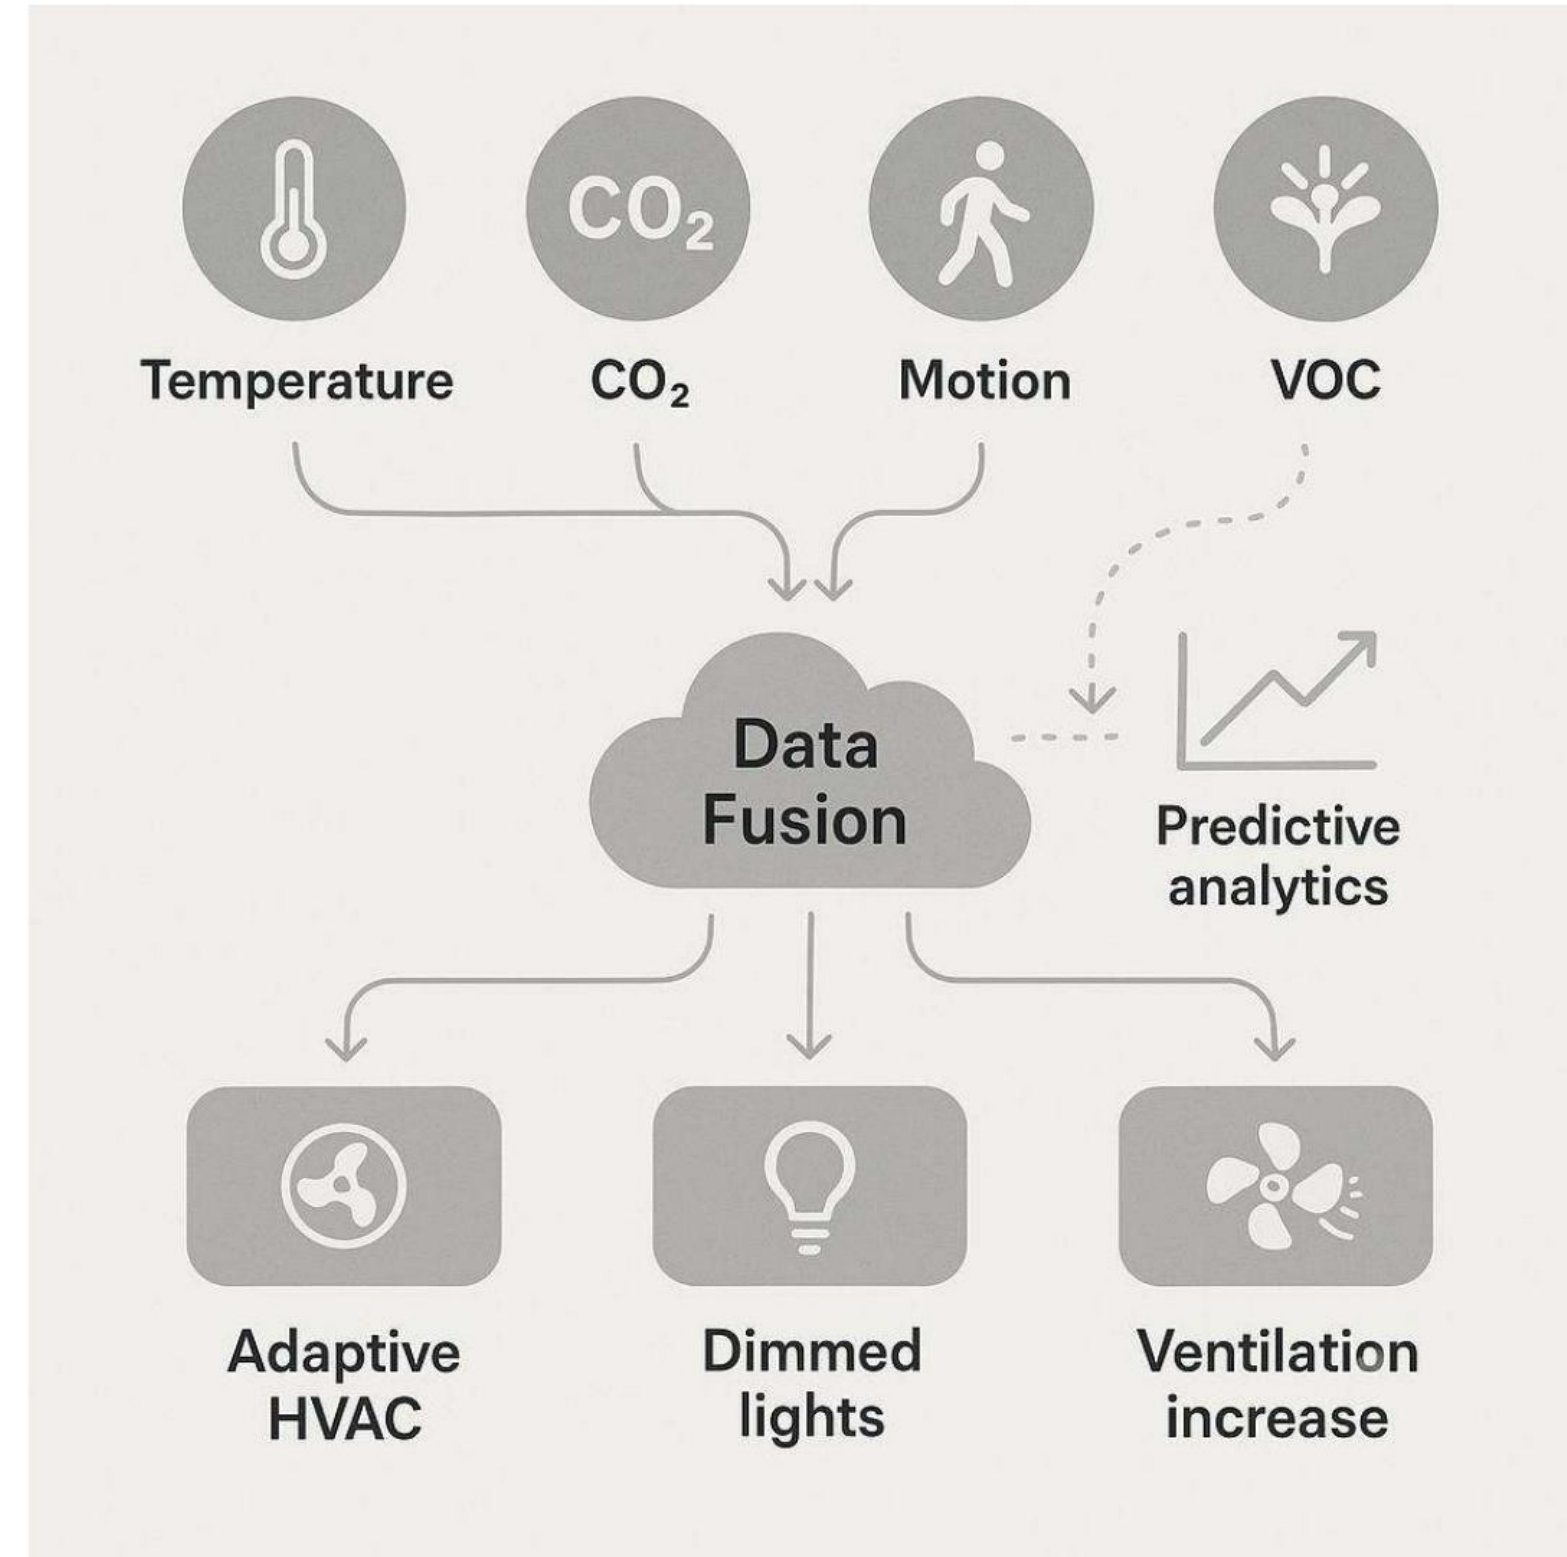 CO₂
Temperature
CO₂
Motion
VOC
Data
Fusion
Predictive
analytics
Adaptive
HVAC
Dimmed
lights
Ventilation
increase